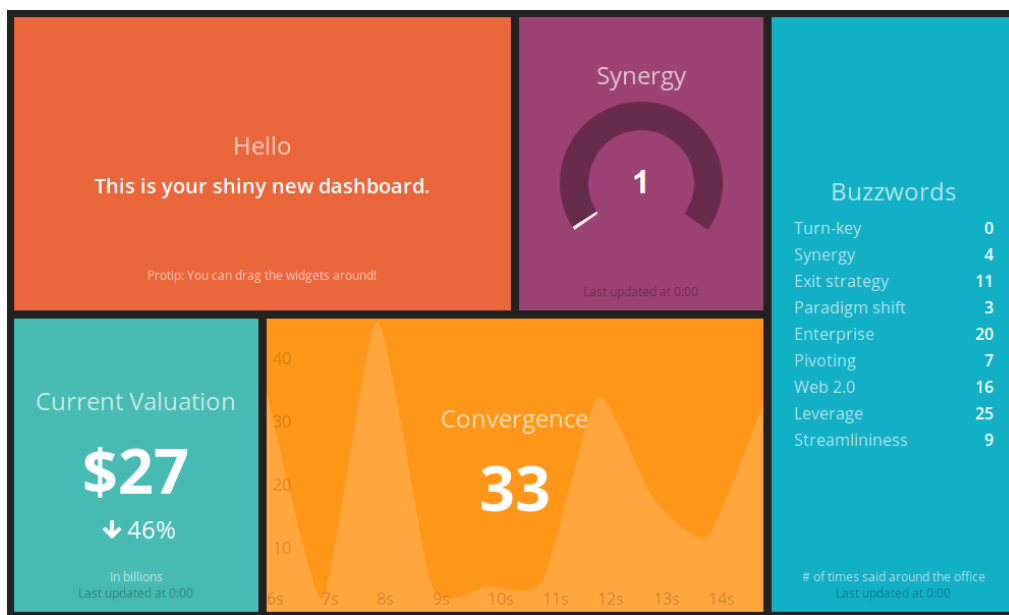 Hello
This is your shiny new dashboard.
Protip: You can drag the widgets around!
Synergy
1
Last updated at 0:00
Buzzwords
Turn-key 0
Synergy 4
Exit strategy 11
Paradigm shift 3
Enterprise 20
Pivoting 7
Web 2.0 16
Leverage 25
Streamlininess 9
# of times said around the office
Last updated at 0:00
Current Valuation
$27
46%
In billions
Last updated at 0:00
Convergence
33
40
30
20
10
6s 7s 8s 9s 10s 11s 12s 13s 14s